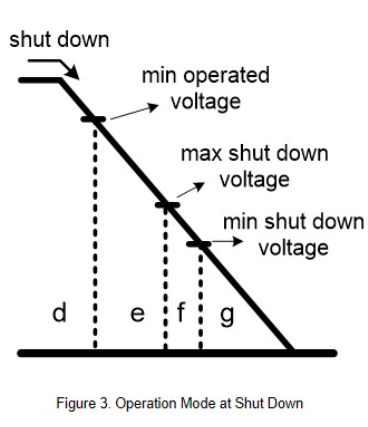 shut down
min operated
voltage
max shut down
voltage
min shut down
voltage
d e f g
Figure 3. Operation Mode at Shut Down